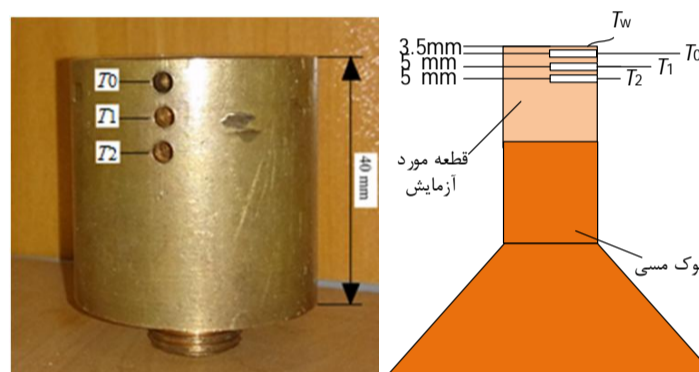 T0
T1
T2
40 mm
Tw
3.5mm
T0
5 mm
T1
5 mm
T2
قطعه مورد
آزمایش
وک مسی